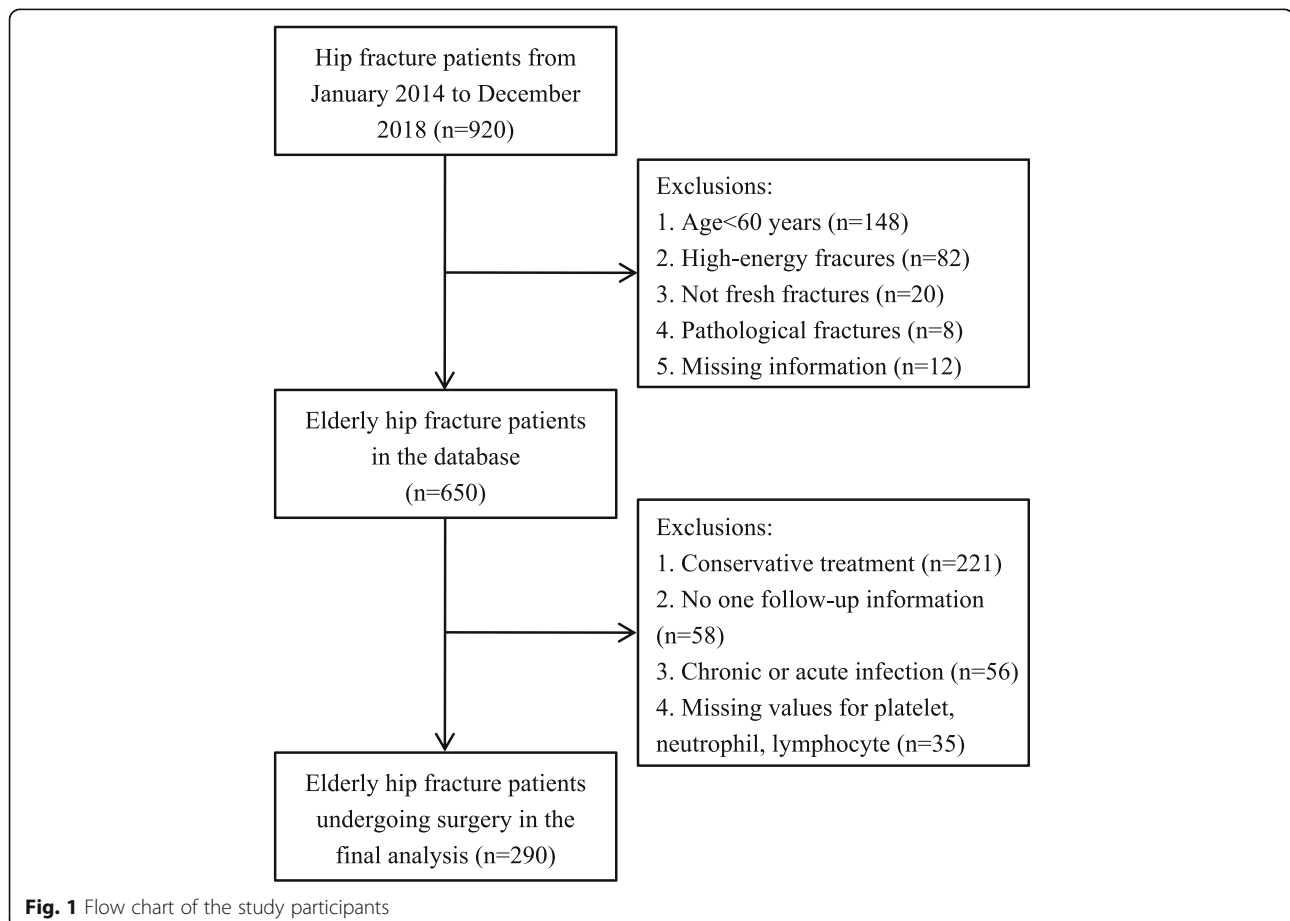 Hip fracture patients from
January 2014 to December
2018 (n=920)
Exclusions:
1. Age<60 years (n=148)
2. High-energy fracures (n=82)
3. Not fresh fractures (n=20)
4. Pathological fractures (n=8)
5. Missing information (n=12)
Elderly hip fracture patients
in the database
(n=650)
Exclusions:
1. Conservative treatment (n=221)
2. No one follow-up information
(n=58)
3. Chronic or acute infection (n=56)
4. Missing values for platelet,
neutrophil, lymphocyte (n=35)
Elderly hip fracture patients
undergoing surgery in the
final analysis (n=290)
Fig. 1 Flow chart of the study participants